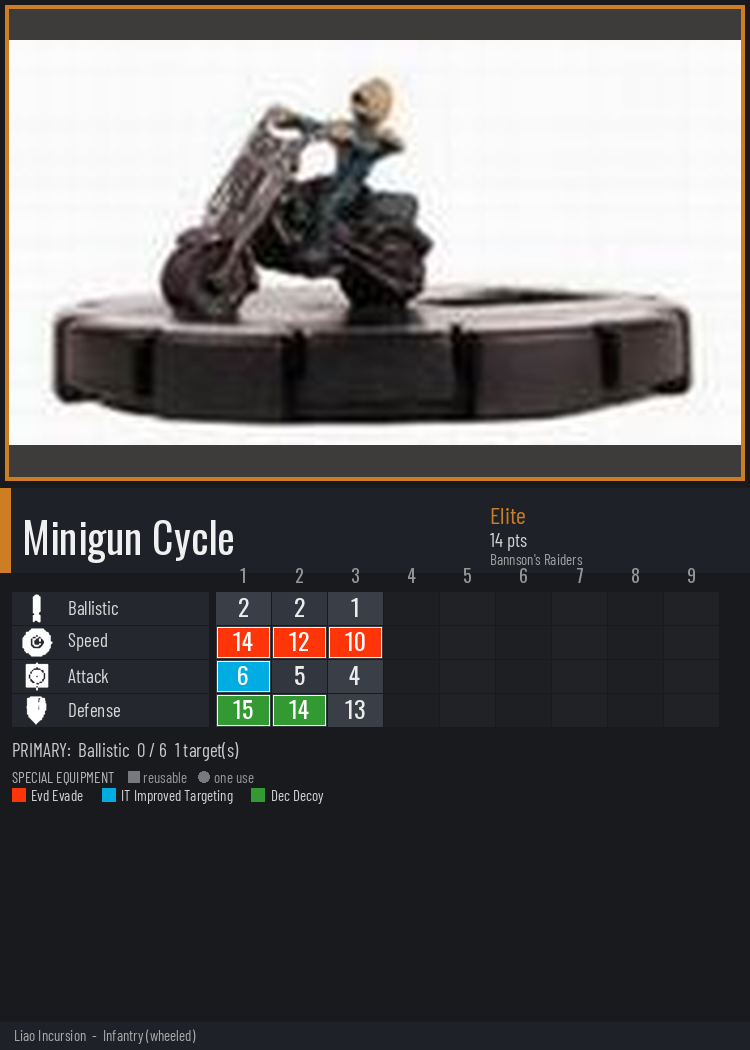 Minigun Cycle
Elite
14 pts
Bannson's Raiders
1 2 3 4 5 6 7 8 9
Ballistic 2 2 1
Speed 14 12 10
Attack 6 5 4
Defense 15 14 13
PRIMARY: Ballistic 0 / 6 1 target(s)
SPECIAL EQUIPMENT reusable one use
Evd Evade IT Improved Targeting Dec Decoy
Liao Incursion - Infantry (wheeled)